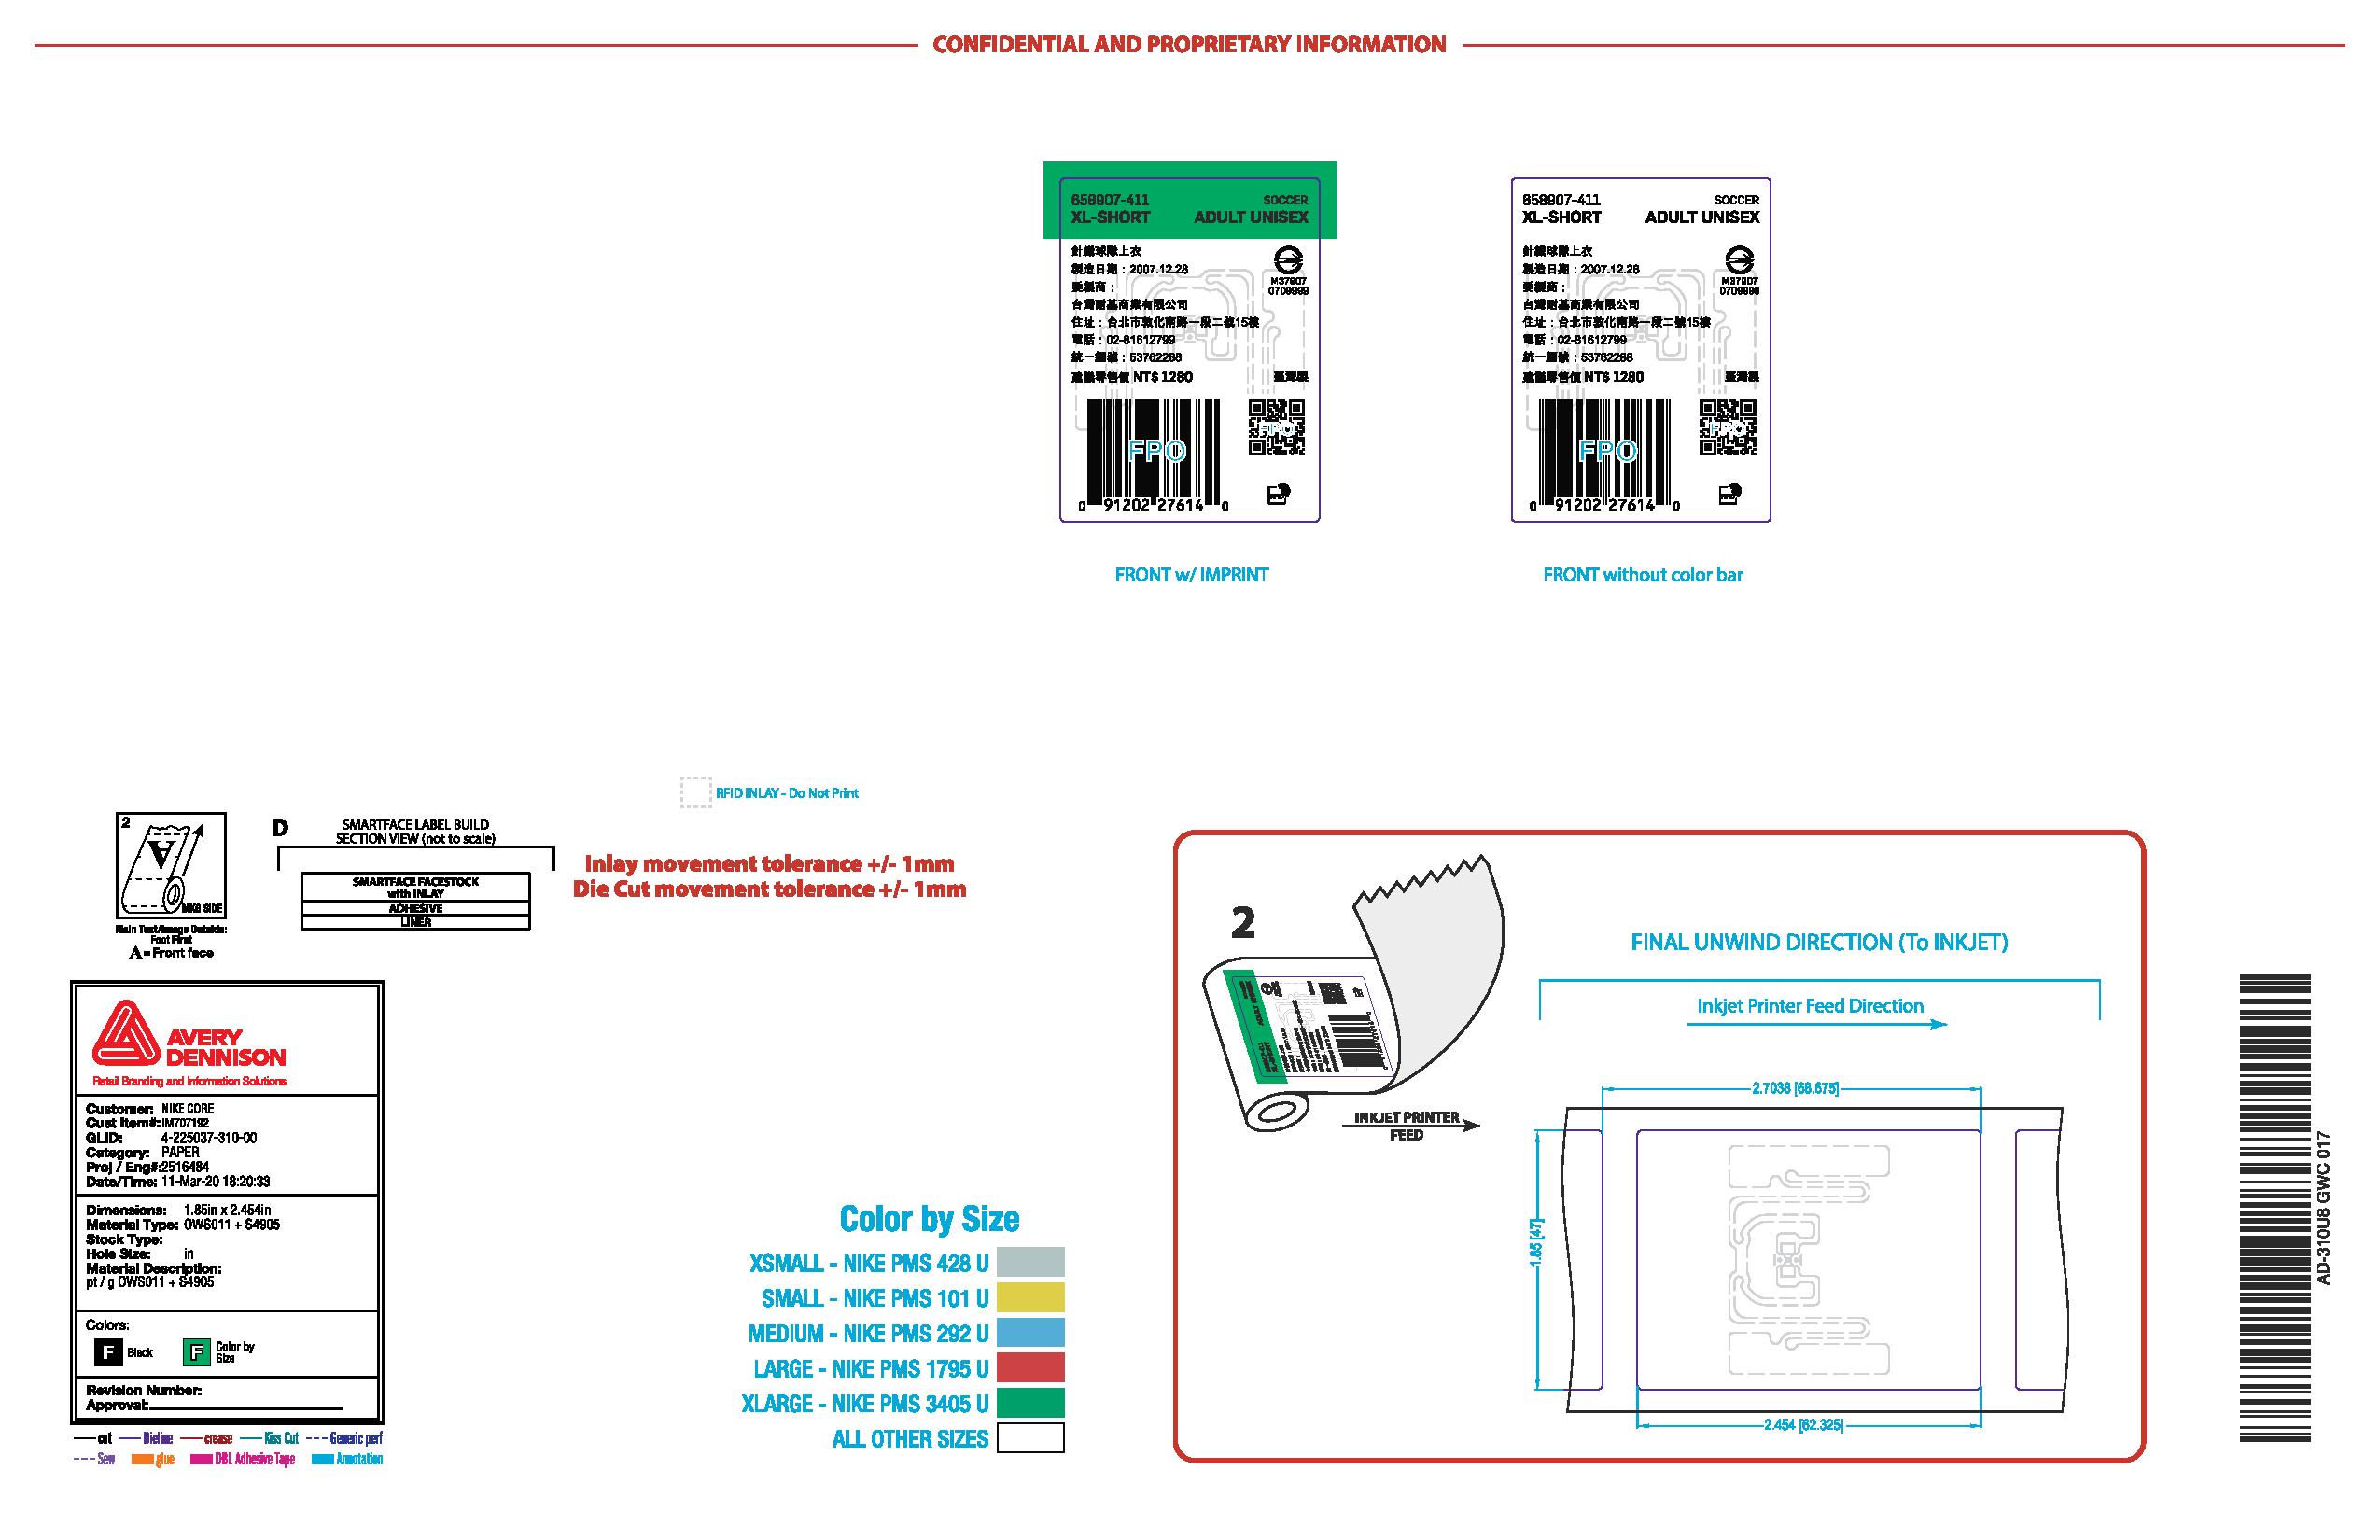 CONFIDENTIAL AND PROPRIETARY INFORMATION
658907-411 SOCCER
XL-SHORT ADULT UNISEX
針織球隊上衣
製造日期：2007.12.28
委製商：
M37907
0709999
台灣耐基商業有限公司
住址：台北市敦化南路一段二號15樓
電話：02-81612799
統一編號：53762288
建議零售價 NT$ 1280 臺灣製
FPO
FPO
0 91202 27614 0
FRONT w/ IMPRINT
658907-411 SOCCER
XL-SHORT ADULT UNISEX
針織球隊上衣
製造日期：2007.12.28
委製商：
M37907
0709999
台灣耐基商業有限公司
住址：台北市敦化南路一段二號15樓
電話：02-81612799
統一編號：53762288
建議零售價 NT$ 1280 臺灣製
FPO
FPO
0 91202 27614 0
FRONT without color bar
RFID INLAY - Do Not Print
2
A
MKG SIDE
Main Text/Image Outside:
Foot First
A = Front face
D
SMARTFACE LABEL BUILD
SECTION VIEW (not to scale)
SMARTFACE FACESTOCK
with INLAY
ADHESIVE
LINER
Inlay movement tolerance +/- 1mm
Die Cut movement tolerance +/- 1mm
AVERY
DENNISON
Retail Branding and Information Solutions
Customer: NIKE CORE
Cust Item#: IM707192
GLID: 4-225037-310-00
Category: PAPER
Proj / Eng#: 2516484
Date/Time: 11-Mar-20 18:20:33
Dimensions: 1.85in x 2.454in
Material Type: OWS011 + S4905
Stock Type:
Hole Size: in
Material Description:
pt / g OWS011 + S4905
Colors:
F Black F Color by
Size
Revision Number:
Approval:
cut Dieline crease Kiss Cut Generic perf
Sew glue DBL Adhesive Tape Annotation
Color by Size
XSMALL - NIKE PMS 428 U
SMALL - NIKE PMS 101 U
MEDIUM - NIKE PMS 292 U
LARGE - NIKE PMS 1795 U
XLARGE - NIKE PMS 3405 U
ALL OTHER SIZES
2
INKJET PRINTER
FEED
FINAL UNWIND DIRECTION (To INKJET)
Inkjet Printer Feed Direction
2.7038 [68.675]
1.85 [47]
2.454 [62.325]
AD-310U8 GWC 017